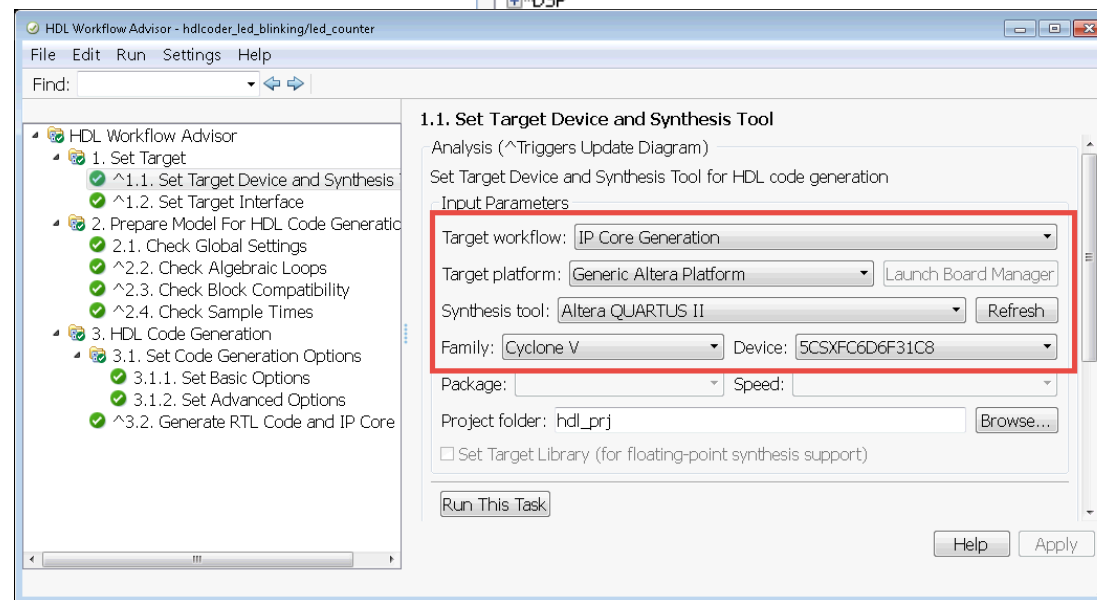 DSP
HDL Workflow Advisor - hdlcoder_led_blinking/led_counter
File Edit Run Settings Help
Find:
HDL Workflow Advisor
1. Set Target
^1.1. Set Target Device and Synthesis
^1.2. Set Target Interface
2. Prepare Model For HDL Code Generatic
2.1. Check Global Settings
^2.2. Check Algebraic Loops
^2.3. Check Block Compatibility
^2.4. Check Sample Times
3. HDL Code Generation
3.1. Set Code Generation Options
3.1.1. Set Basic Options
3.1.2. Set Advanced Options
^3.2. Generate RTL Code and IP Core
1.1. Set Target Device and Synthesis Tool
Analysis (^Triggers Update Diagram)
Set Target Device and Synthesis Tool for HDL code generation
Input Parameters
Target workflow: IP Core Generation
Target platform: Generic Altera Platform Launch Board Manager
Synthesis tool: Altera QUARTUS II Refresh
Family: Cyclone V Device: 5CSXFC6D6F31C8
Package: Speed:
Project folder: hdl_prj Browse...
Set Target Library (for floating-point synthesis support)
Run This Task
Help Apply